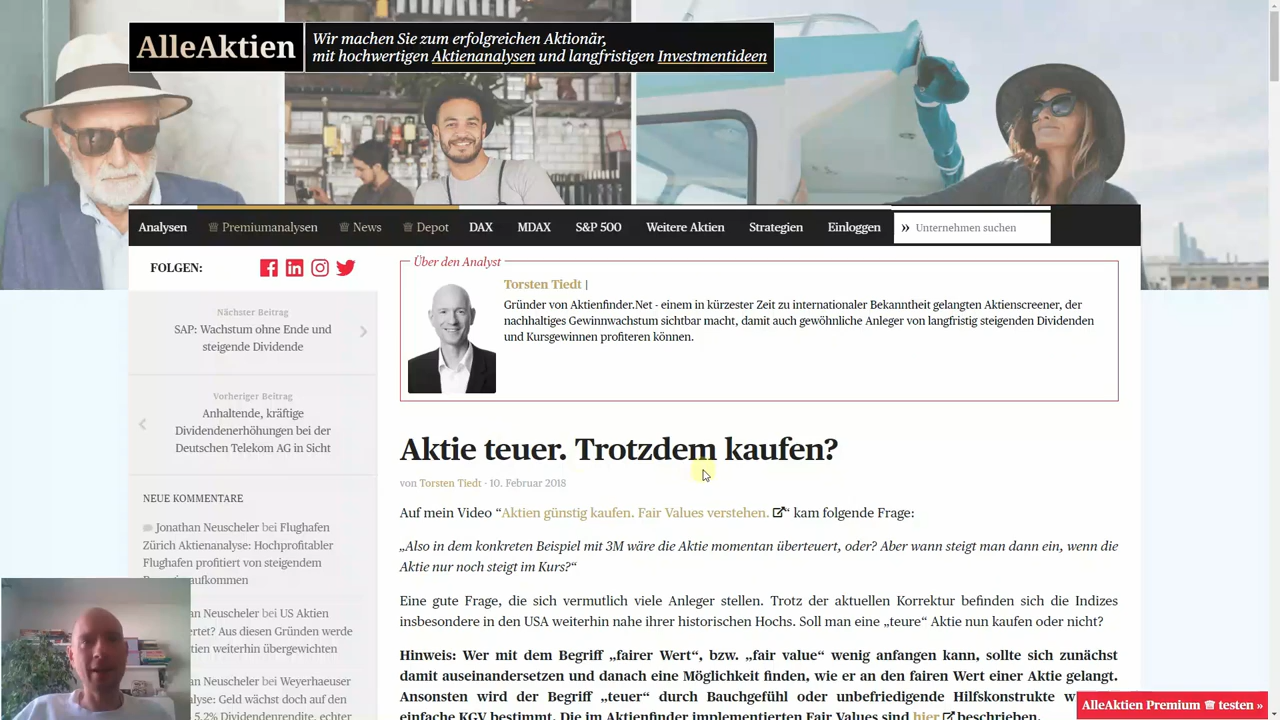 AlleAktien
Wir machen Sie zum erfolgreichen Aktionär,
mit hochwertigen Aktienanalysen und langfristigen Investmentideen
Analysen
Premiumanalysen
News
Depot
DAX
MDAX
S&P 500
Weitere Aktien
Strategien
Einloggen
» Unternehmen suchen
FOLGEN:
Nächster Beitrag
SAP: Wachstum ohne Ende und
steigende Dividende
Vorheriger Beitrag
Anhaltende, kräftige
Dividendenerhöhungen bei der
Deutschen Telekom AG in Sicht
NEUE KOMMENTARE
Jonathan Neuscheler bei Flughafen
Zürich Aktienanalyse: Hochprofitabler
Flughafen profitiert von steigendem
aufkommen
an Neuscheler bei US Aktien
ertet? Aus diesen Gründen werde
tien weiterhin übergewichten
an Neuscheler bei Weyerhaeuser
alyse: Geld wächst doch auf den
5,2% Dividendenrendite, echter
Über den Analyst
Torsten Tiedt |
Gründer von Aktienfinder.Net - einem in kürzester Zeit zu internationaler Bekanntheit gelangten Aktienscreener, der
nachhaltiges Gewinnwachstum sichtbar macht, damit auch gewöhnliche Anleger von langfristig steigenden Dividenden
und Kursgewinnen profitieren können.
Aktie teuer. Trotzdem kaufen?
von Torsten Tiedt · 10. Februar 2018
Auf mein Video “Aktien günstig kaufen. Fair Values verstehen. “ kam folgende Frage:
„Also in dem konkreten Beispiel mit 3M wäre die Aktie momentan überteuert, oder? Aber wann steigt man dann ein, wenn die
Aktie nur noch steigt im Kurs?“
Eine gute Frage, die sich vermutlich viele Anleger stellen. Trotz der aktuellen Korrektur befinden sich die Indizes
insbesondere in den USA weiterhin nahe ihrer historischen Hochs. Soll man eine „teure“ Aktie nun kaufen oder nicht?
Hinweis: Wer mit dem Begriff „fairer Wert“, bzw. „fair value“ wenig anfangen kann, sollte sich zunächst
damit auseinandersetzen und danach eine Möglichkeit finden, wie er an den fairen Wert einer Aktie gelangt.
Ansonsten wird der Begriff „teuer“ durch Bauchgefühl oder unbefriedigende Hilfskonstrukte w
einfache KGV bestimmt. Die im Aktienfinder implementierten Fair Values sind hier beschrieben.
AlleAktien Premium testen »